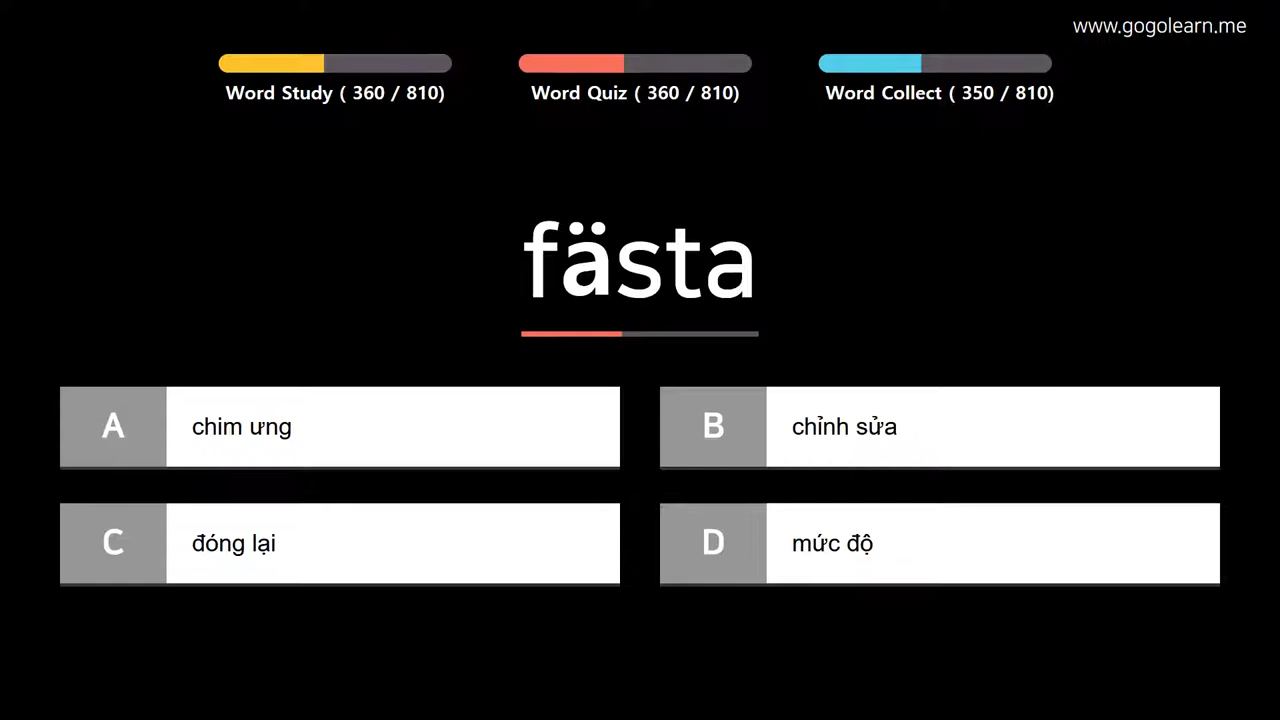 www.gogolearn.me
Word Study ( 360 / 810)
Word Quiz ( 360 / 810)
Word Collect ( 350 / 810)
fästa
A chim ưng
B chỉnh sửa
C đóng lại
D mức độ